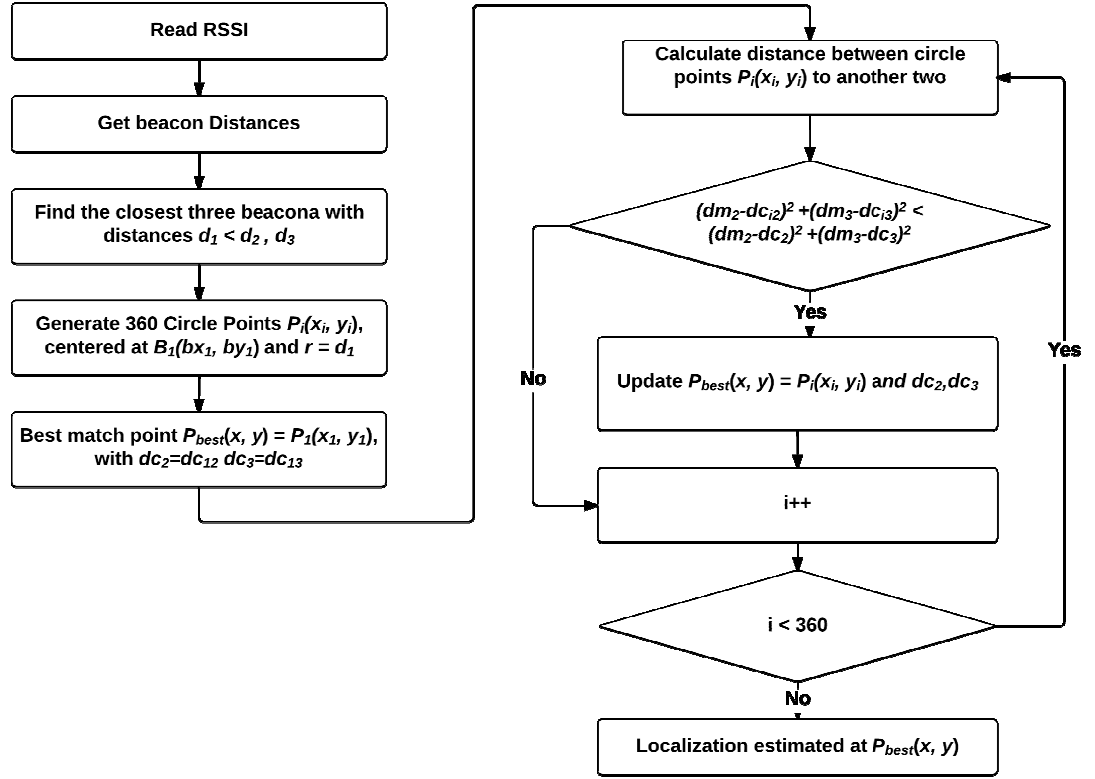 Read RSSI
Get beacon Distances
Find the closest three beacona with
distances d₁ < d₂ , d₃
Generate 360 Circle Points Pᵢ(xᵢ, yᵢ),
centered at B₁(bx₁, by₁) and r = d₁
Best match point P_best(x, y) = P₁(x₁, y₁),
with dc₂=dc₁₂ dc₃=dc₁₃
Calculate distance between circle
points Pᵢ(xᵢ, yᵢ) to another two
(dm₂-dcᵢ₂)² +(dm₃-dcᵢ₃)² <
(dm₂-dc₂)² +(dm₃-dc₃)²
Yes
No
Update P_best(x, y) = Pᵢ(xᵢ, yᵢ) and dc₂,dc₃
i++
i < 360
Yes
No
Localization estimated at P_best(x, y)